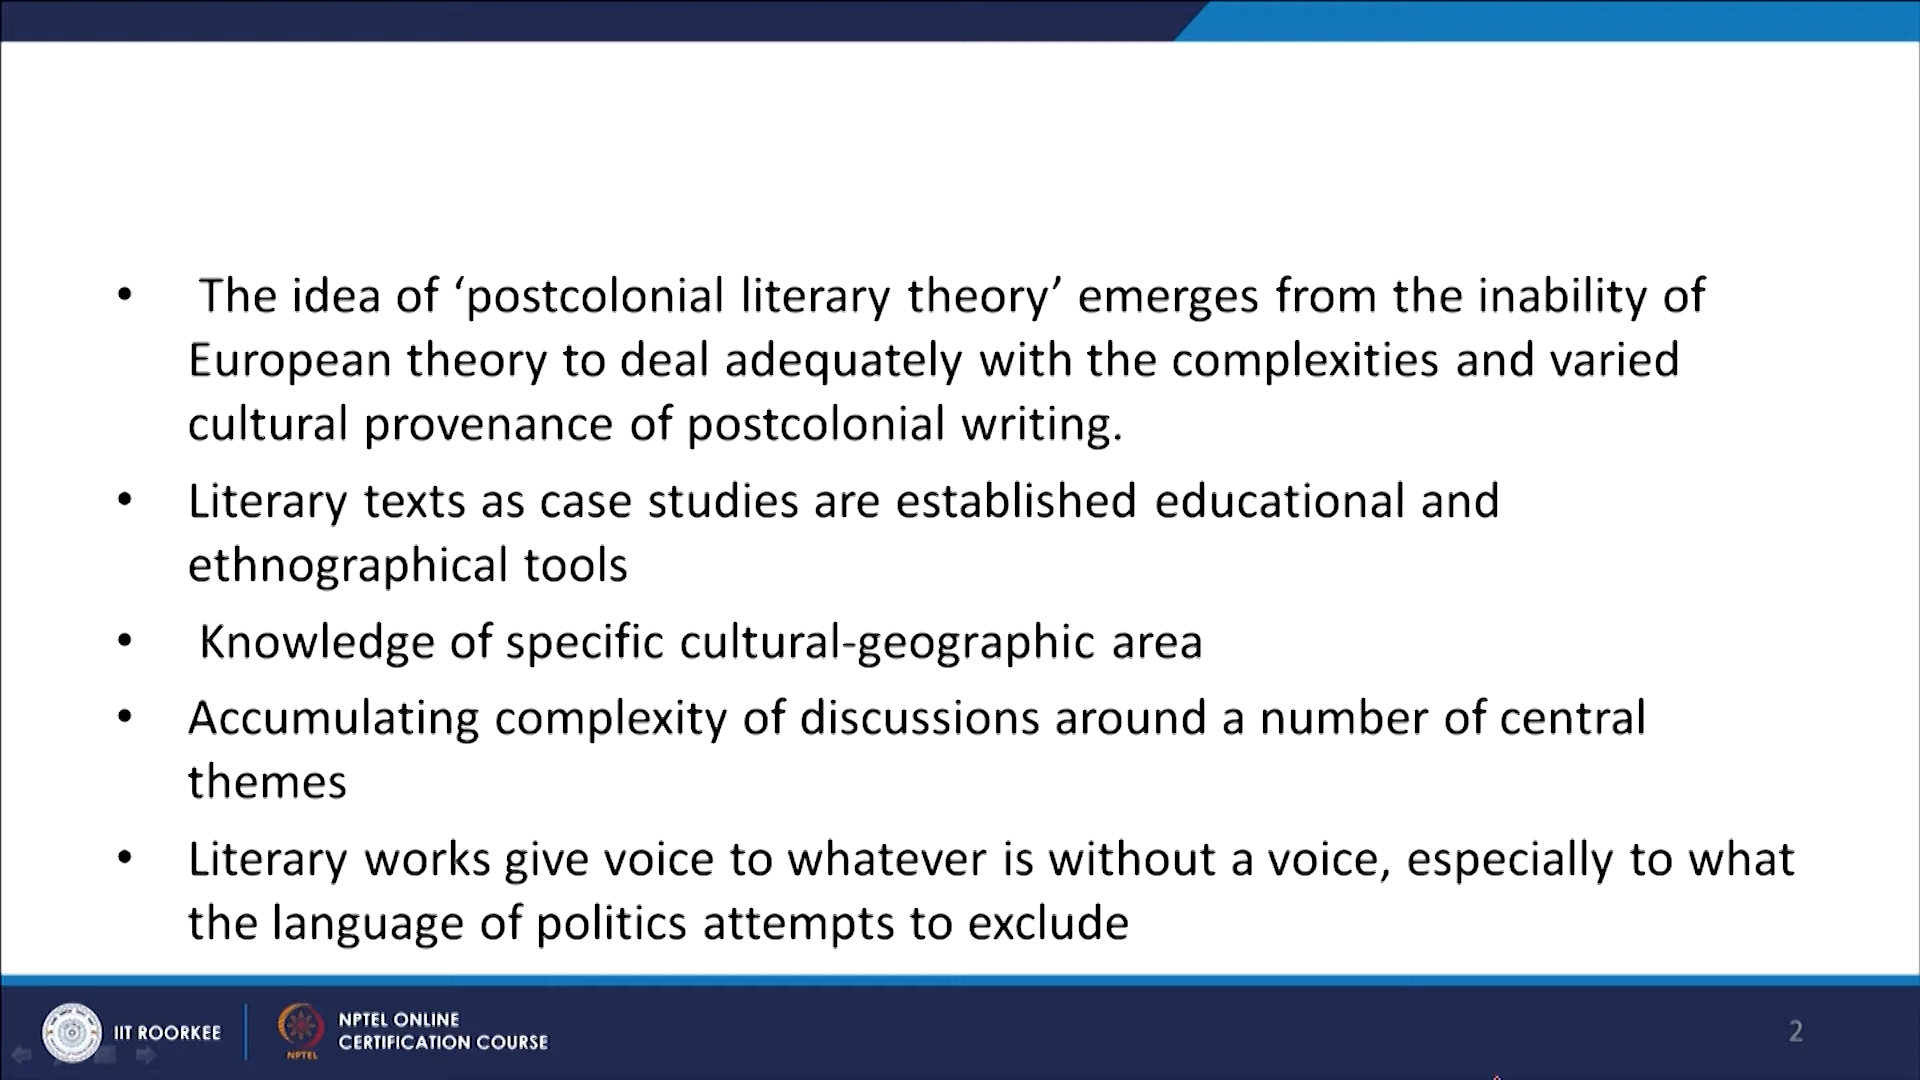 • The idea of ‘postcolonial literary theory’ emerges from the inability of
European theory to deal adequately with the complexities and varied
cultural provenance of postcolonial writing.
• Literary texts as case studies are established educational and
ethnographical tools
• Knowledge of specific cultural-geographic area
• Accumulating complexity of discussions around a number of central
themes
• Literary works give voice to whatever is without a voice, especially to what
the language of politics attempts to exclude
IIT ROORKEE
NPTEL
NPTEL ONLINE
CERTIFICATION COURSE
2